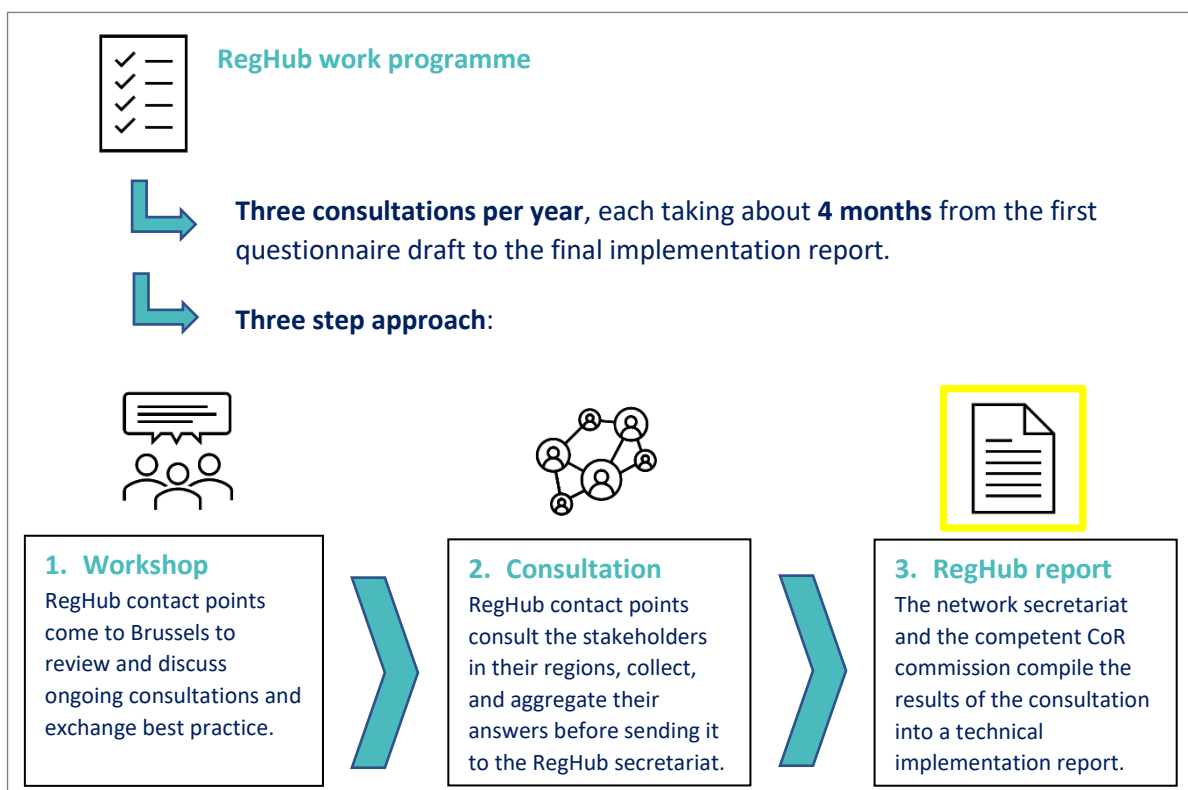 RegHub work programme
Three consultations per year, each taking about 4 months from the first
questionnaire draft to the final implementation report.
Three step approach:
1. Workshop
RegHub contact points
come to Brussels to
review and discuss
ongoing consultations and
exchange best practice.
2. Consultation
RegHub contact points
consult the stakeholders
in their regions, collect,
and aggregate their
answers before sending it
to the RegHub secretariat.
3. RegHub report
The network secretariat
and the competent CoR
commission compile the
results of the consultation
into a technical
implementation report.